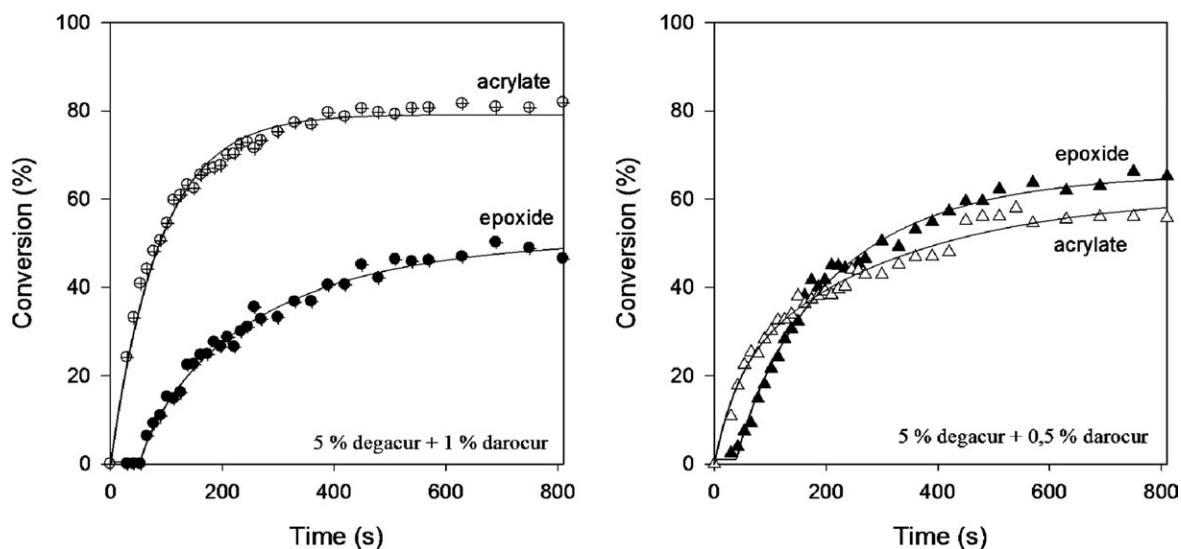 100
80
60
40
20
0
Conversion (%)
acrylate
epoxide
5 % degacur + 1 % darocur
0 200 400 600 800
Time (s)
100
80
60
40
20
0
Conversion (%)
epoxide
acrylate
5 % degacur + 0,5 % darocur
0 200 400 600 800
Time (s)